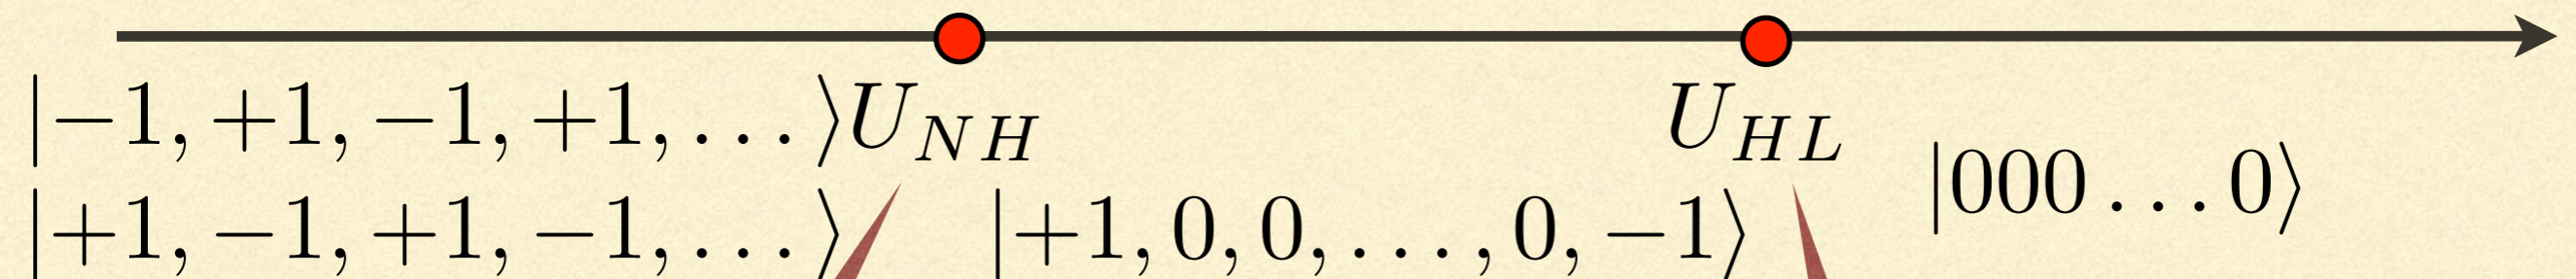 |−1, +1, −1, +1, . . . ⟩
U_{NH}
U_{HL}
|000 . . . 0⟩
|+1, −1, +1, −1, . . . ⟩
|+1, 0, 0, . . . , 0, −1⟩